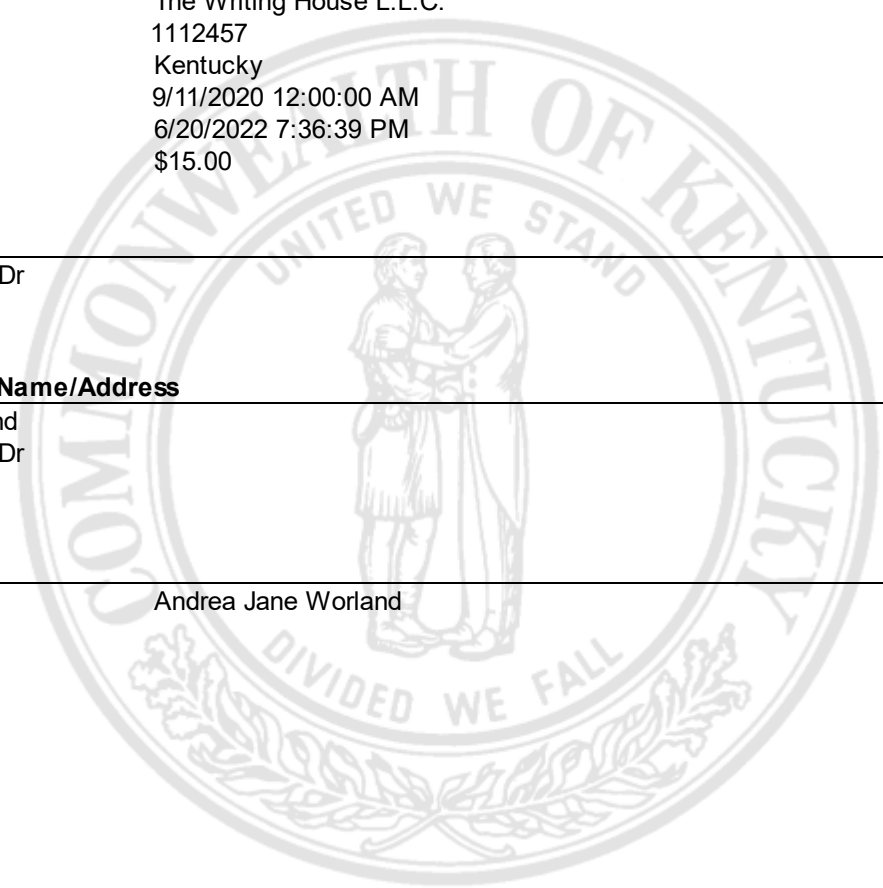 The Writing House L.L.C.
1112457
Kentucky
9/11/2020 12:00:00 AM
6/20/2022 7:36:39 PM
$15.00
Dr
Name/Address
nd
Dr
Andrea Jane Worland
COMMONWEALTH OF KENTUCKY
UNITED WE STAND
DIVIDED WE FALL